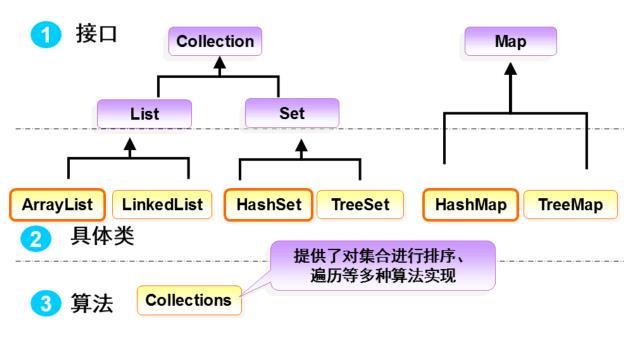 1 接口
Collection
Map
List
Set
ArrayList
LinkedList
HashSet
TreeSet
HashMap
TreeMap
2 具体类
提供了对集合进行排序、
遍历等多种算法实现
3 算法
Collections